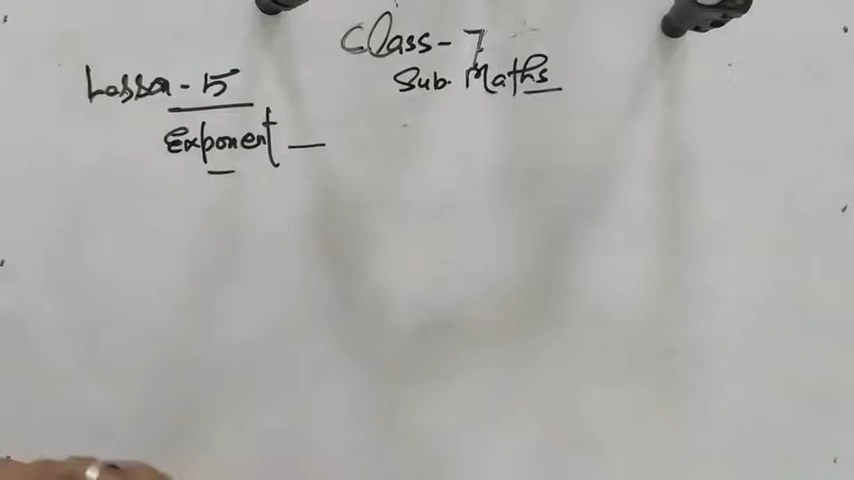 Class - 7
Sub. Maths
Lesson - 15
Exponent —